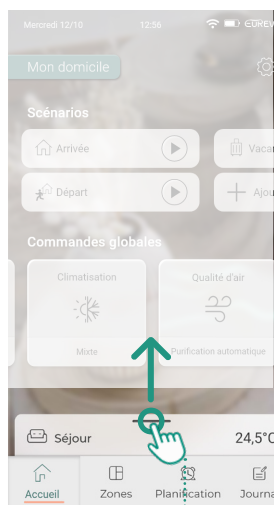 Mercredi 12/10 12:56
Mon domicile
Scénarios
Arrivée Vaca
Départ Ajou
Commandes globales
Climatisation Qualité d'air
Mixte Purification automatique
Séjour 24,5°C
Accueil Zones Planification Journa